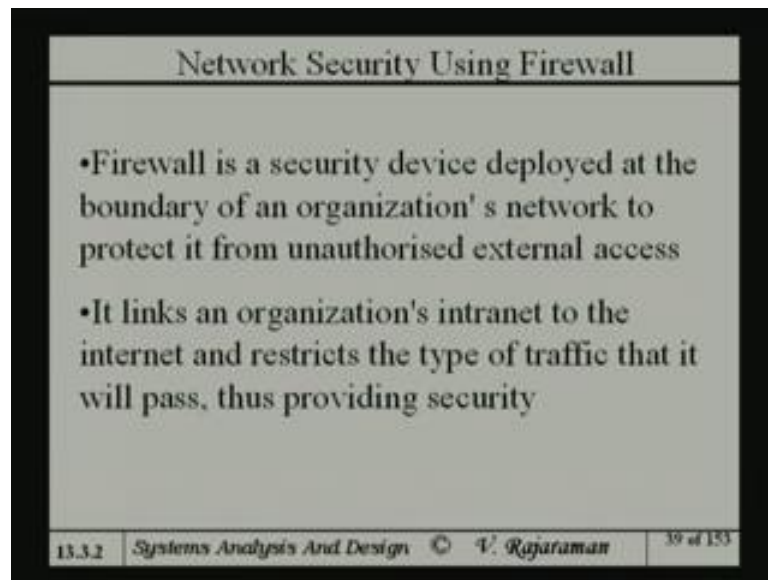 Network Security Using Firewall
•Firewall is a security device deployed at the
boundary of an organization' s network to
protect it from unauthorised external access
•It links an organization's intranet to the
internet and restricts the type of traffic that it
will pass, thus providing security
13.3.2 Systems Analysis And Design © V. Rajaraman 39 of 153